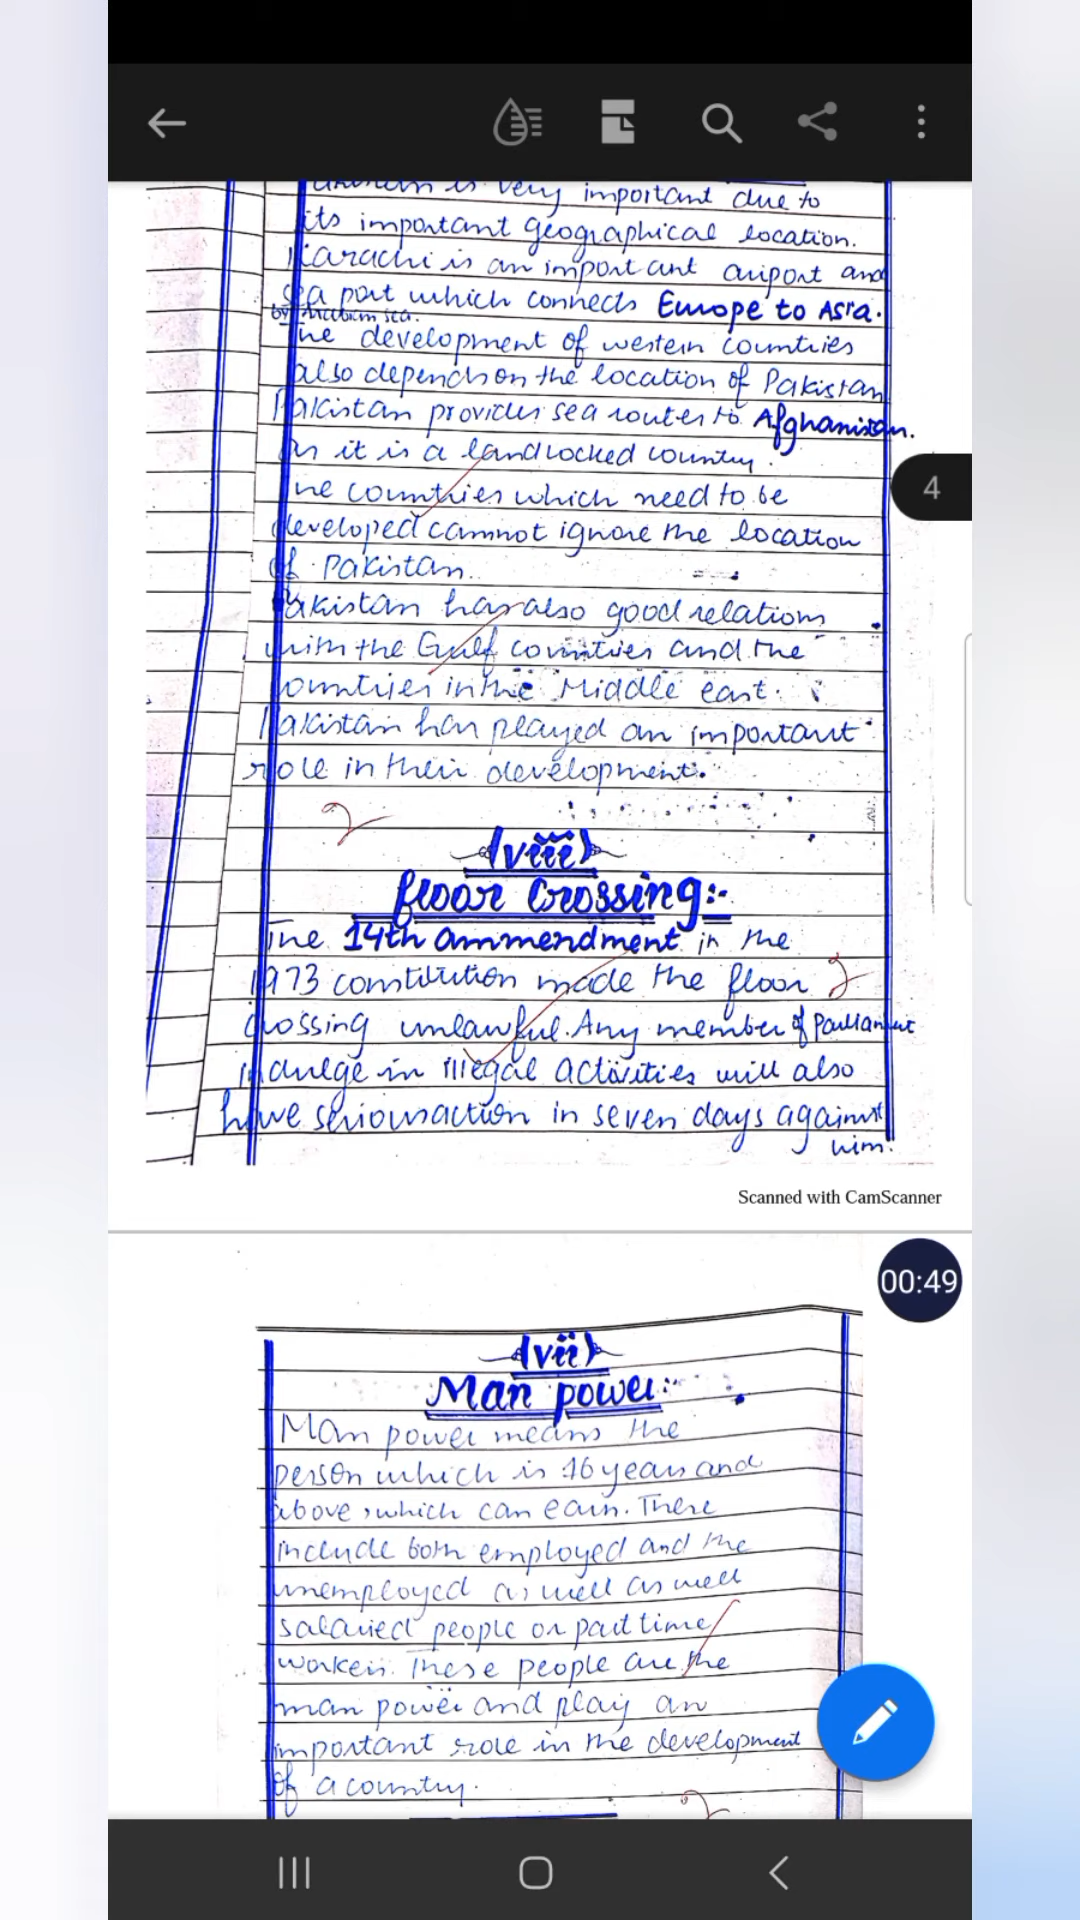 4
is very important due to
its important geographical location.
Karachi is an important airport and
sea port which connects Europe to Asia.
by Arabian sea.
The development of western countries
also depends on the location of Pakistan
Pakistan provides sea routes to Afghanistan.
As it is a landlocked country.
The countries which need to be
developed cannot ignore the location
of Pakistan.
Pakistan has also good relations
with the Gulf countries and the
countries in the Middle east.
Pakistan has played an important
role in their development.
2
(viii)
floor Crossing:-
The 14th ammendment in the
1973 constitution made the floor
2
crossing unlawful. Any member of Parliament
indulge in illegal activities will also
have serious action in seven days against
him.
Scanned with CamScanner
00:49
(vii)
Man power:-
Man power means the
person which is 16 years and
above, which can earn. There
include both employed and the
unemployed as well as well
salaried people or part time
workers. These people are the
man power and play an
important role in the development
of a country.
2